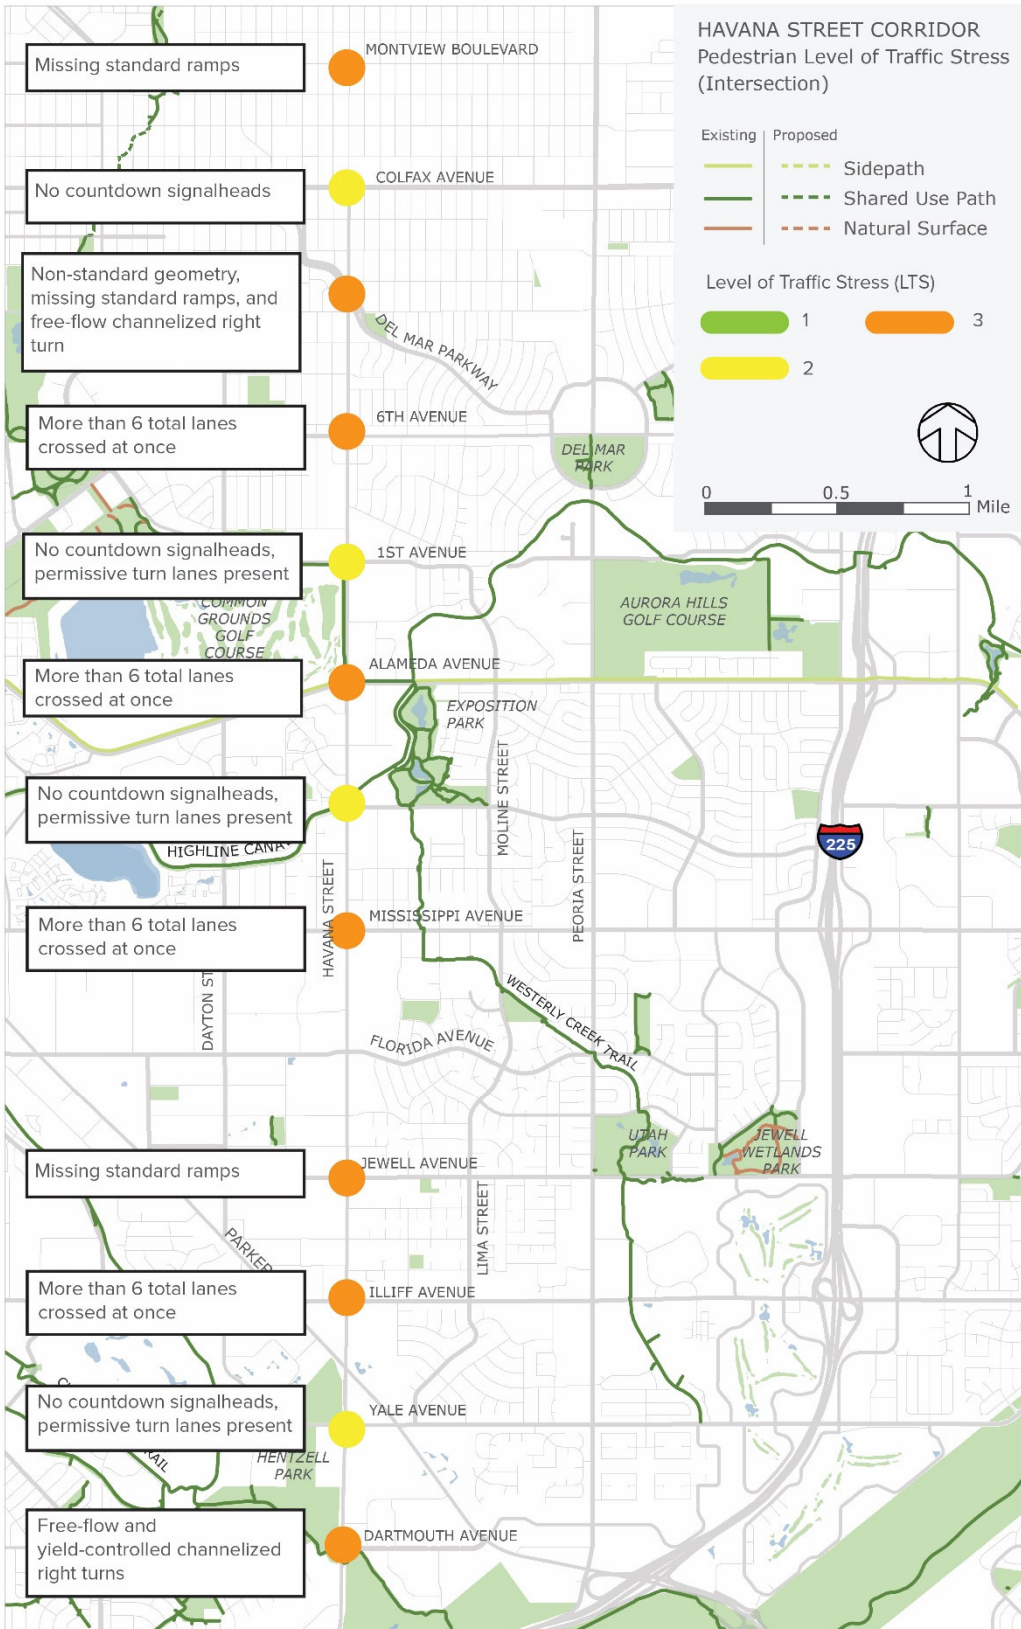 HAVANA STREET CORRIDOR
Pedestrian Level of Traffic Stress
(Intersection)
Existing
Proposed
Sidepath
Shared Use Path
Natural Surface
Level of Traffic Stress (LTS)
1
3
2
0
0.5
1
Mile
Missing standard ramps
MONTVIEW BOULEVARD
No countdown signalheads
COLFAX AVENUE
Non-standard geometry,
missing standard ramps, and
free-flow channelized right
turn
DEL MAR PARKWAY
More than 6 total lanes
crossed at once
6TH AVENUE
DEL MAR
PARK
No countdown signalheads,
permissive turn lanes present
1ST AVENUE
COMMON
GROUNDS
GOLF
COURSE
AURORA HILLS
GOLF COURSE
More than 6 total lanes
crossed at once
ALAMEDA AVENUE
EXPOSITION
PARK
MOLINE STREET
No countdown signalheads,
permissive turn lanes present
HIGHLINE CANA
PEORIA STREET
225
HAVANA STREET
More than 6 total lanes
crossed at once
MISSISSIPPI AVENUE
DAYTON ST
WESTERLY CREEK TRAIL
FLORIDA AVENUE
UTAH
PARK
JEWELL
WETLANDS
PARK
Missing standard ramps
JEWELL AVENUE
LIMA STREET
PARKER
More than 6 total lanes
crossed at once
ILLIFF AVENUE
No countdown signalheads,
permissive turn lanes present
YALE AVENUE
RAIL
HENTZELL
PARK
Free-flow and
yield-controlled channelized
right turns
DARTMOUTH AVENUE